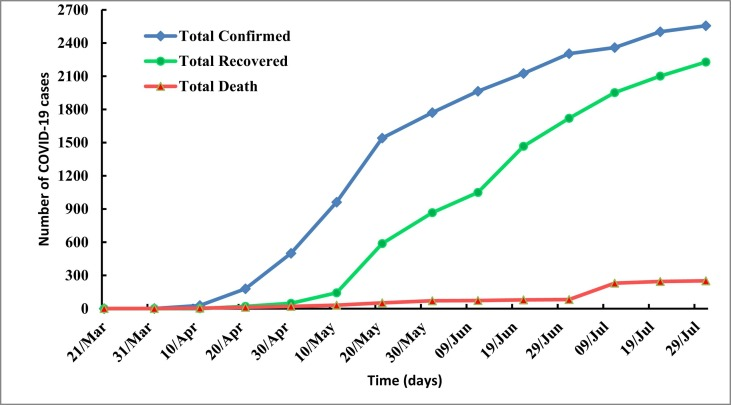 2700
2400
2100
1800
1500
1200
900
600
300
0
Number of COVID-19 cases
Total Confirmed
Total Recovered
Total Death
21/Mar
31/Mar
10/Apr
20/Apr
30/Apr
10/May
20/May
30/May
09/Jun
19/Jun
29/Jun
09/Jul
19/Jul
29/Jul
Time (days)